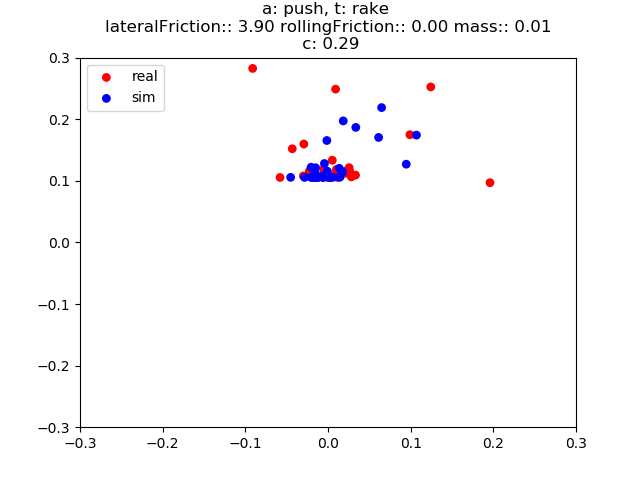 a: push, t: rake
lateralFriction:: 3.90 rollingFriction:: 0.00 mass:: 0.01
c: 0.29
real
sim
0.3
0.2
0.1
0.0
−0.1
−0.2
−0.3
−0.3
−0.2
−0.1
0.0
0.1
0.2
0.3